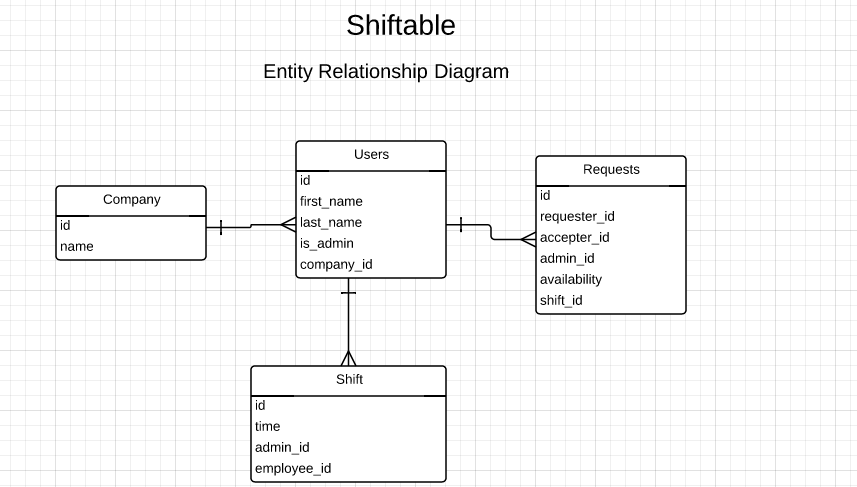 Shiftable
Entity Relationship Diagram
Company
id
name
Users
id
first_name
last_name
is_admin
company_id
Requests
id
requester_id
accepter_id
admin_id
availability
shift_id
Shift
id
time
admin_id
employee_id